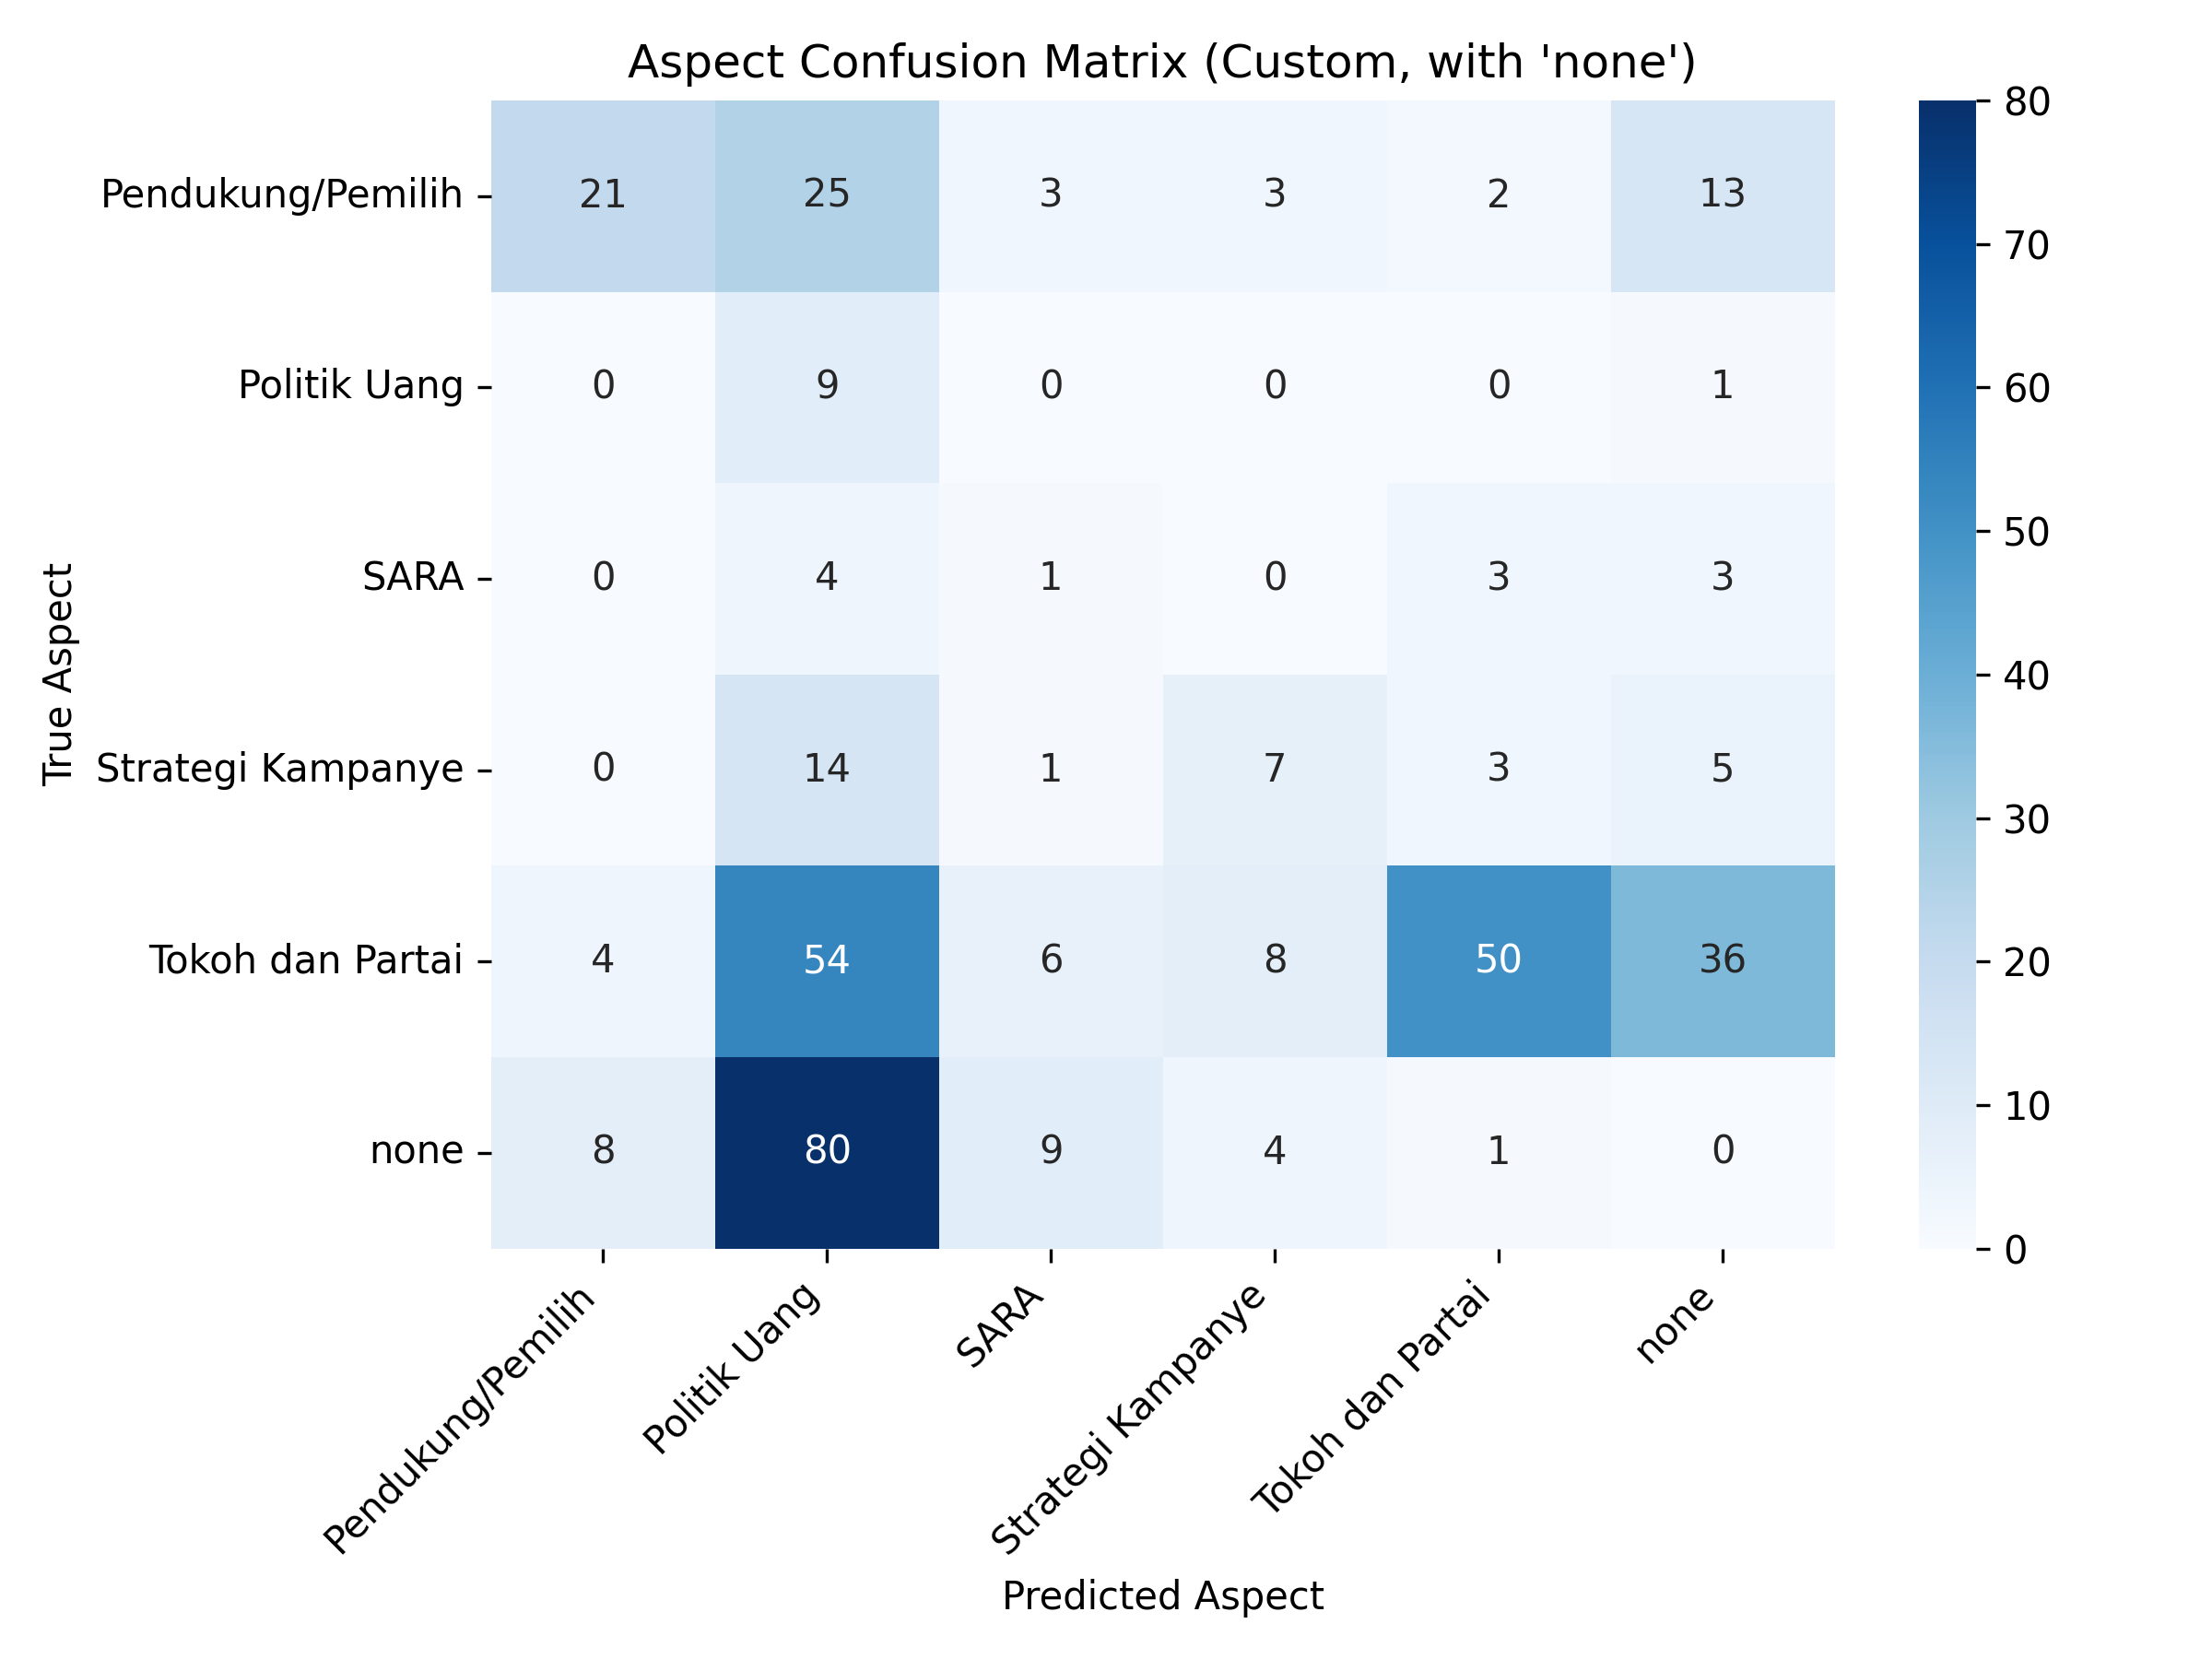 Aspect Confusion Matrix (Custom, with 'none')
True Aspect
Pendukung/Pemilih 21 25 3 3 2 13
Politik Uang 0 9 0 0 0 1
SARA 0 4 1 0 3 3
Strategi Kampanye 0 14 1 7 3 5
Tokoh dan Partai 4 54 6 8 50 36
none 8 80 9 4 1 0
Pendukung/Pemilih
Politik Uang
SARA
Strategi Kampanye
Tokoh dan Partai
none
Predicted Aspect
80
70
60
50
40
30
20
10
0